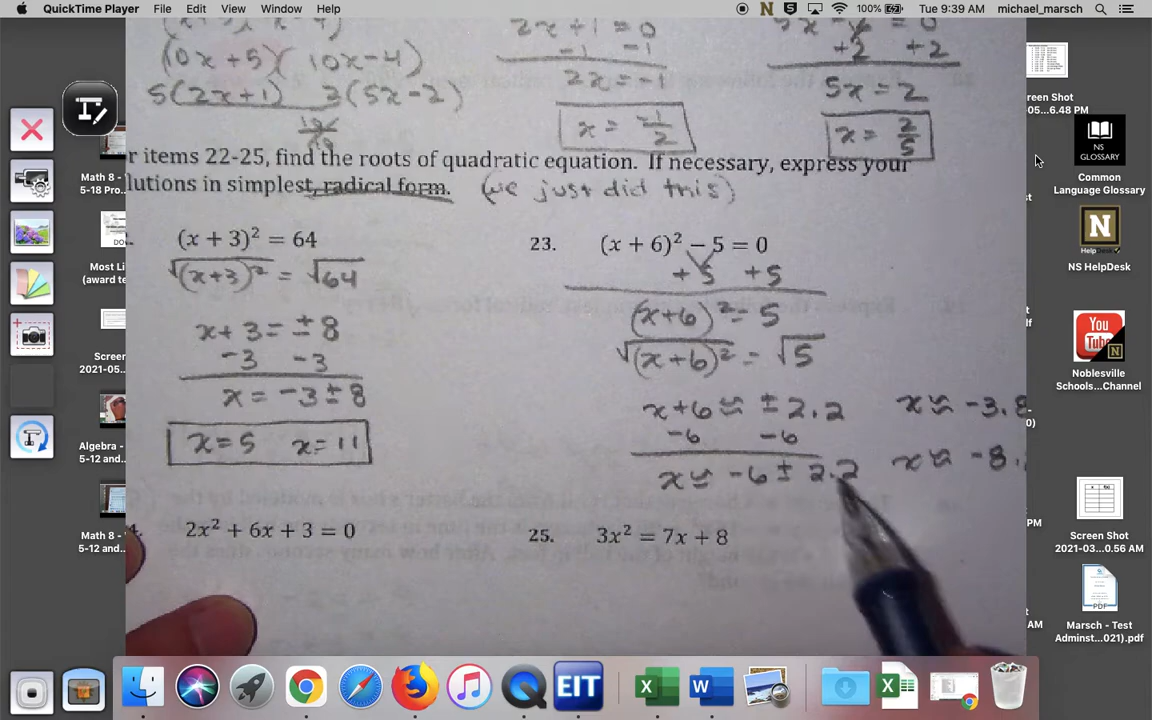 QuickTime Player File Edit View Window Help 100% Tue 9:39 AM michael_marsch
(10x+5)(10x-4)
5(2x+1) 2(5x-2)
2x+1=0
-1 -1
2x=-1
x= -1/2
+2 +2
5x=2
x= 2/5
r items 22-25, find the roots of quadratic equation. If necessary, express your
lutions in simplest radical form. (we just did this)
(x + 3)² = 64
√(x+3)² = √64
x+3=±8
-3 -3
x=-3±8
x=5 x=11
23. (x + 6)² − 5 = 0
+5 +5
(x+6)²=5
√(x+6)² = √5
x+6≈ ±2.2
-6 -6
x≈ -6±2.2
x≈ -3.8
x≈ -8.
2x² + 6x + 3 = 0
25. 3x² = 7x + 8
Math 8 -
5-18 Pro...
Most Li
(award te
Screen
2021-05...
Algebra -
5-12 and...
Math 8 -
5-12 and...
reen Shot
05...6.48 PM
NS
GLOSSARY
Common
Language Glossary
N
HelpDesk
NS HelpDesk
You
Tube
N
Noblesville
Schools...Channel
Screen Shot
2021-03...0.56 AM
PDF
Marsch - Test
Adminst...021).pdf
EIT
X
W
X